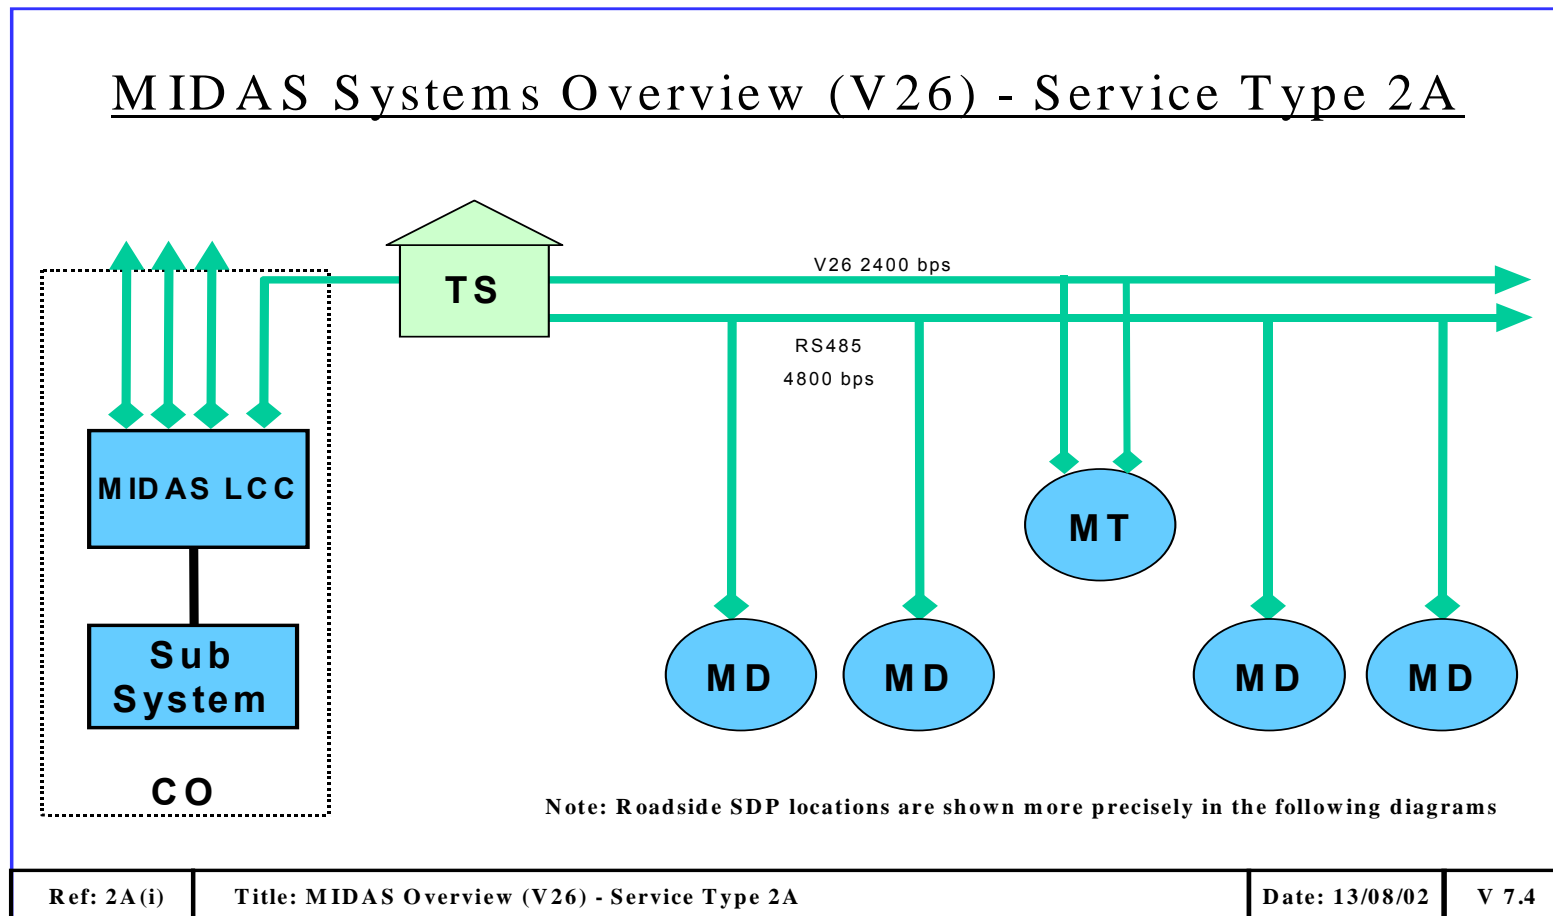 MIDAS Systems Overview (V26) - Service Type 2A
TS
V26 2400 bps
RS485
4800 bps
MIDAS LCC
MT
Sub
System
MD
MD
MD
MD
CO
Note: Roadside SDP locations are shown more precisely in the following diagrams
Ref: 2A(i)
Title: MIDAS Overview (V26) - Service Type 2A
Date: 13/08/02
V 7.4